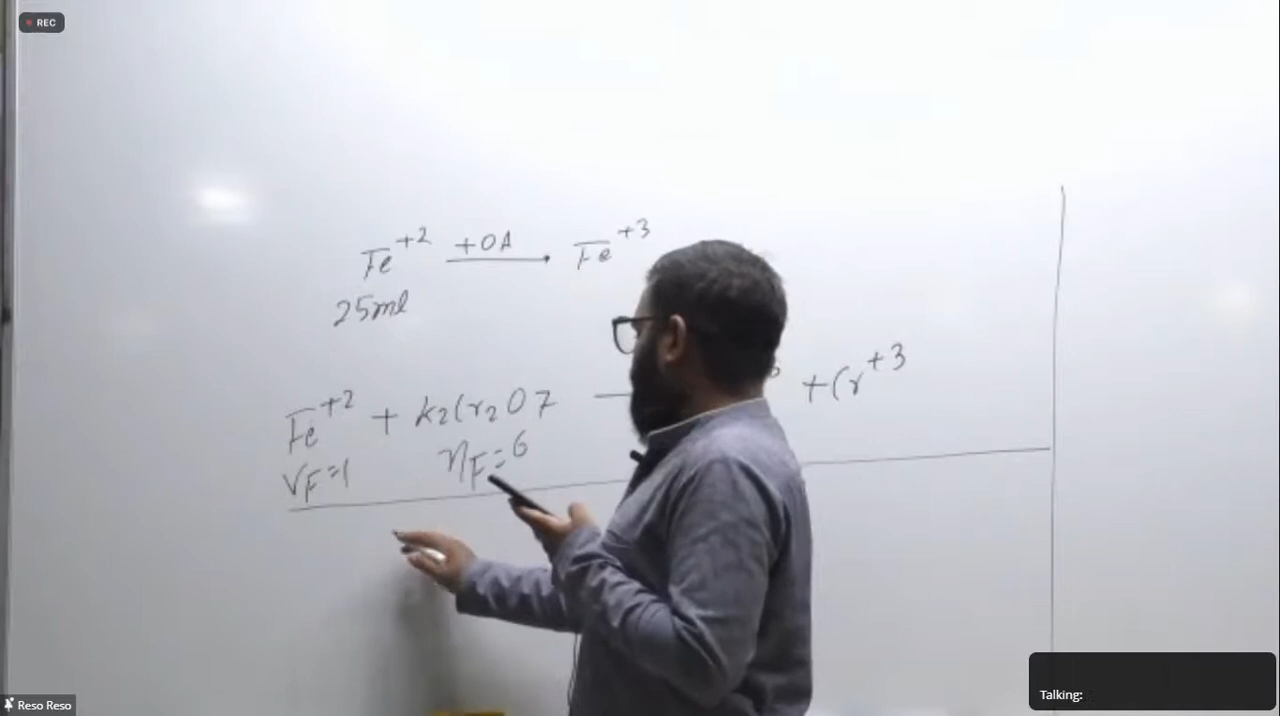 REC
Fe+2 +OA → Fe+3
25ml
Fe+2 + K2Cr2O7 — +Cr+3
VF=1 nF=6
Talking:
Reso Reso